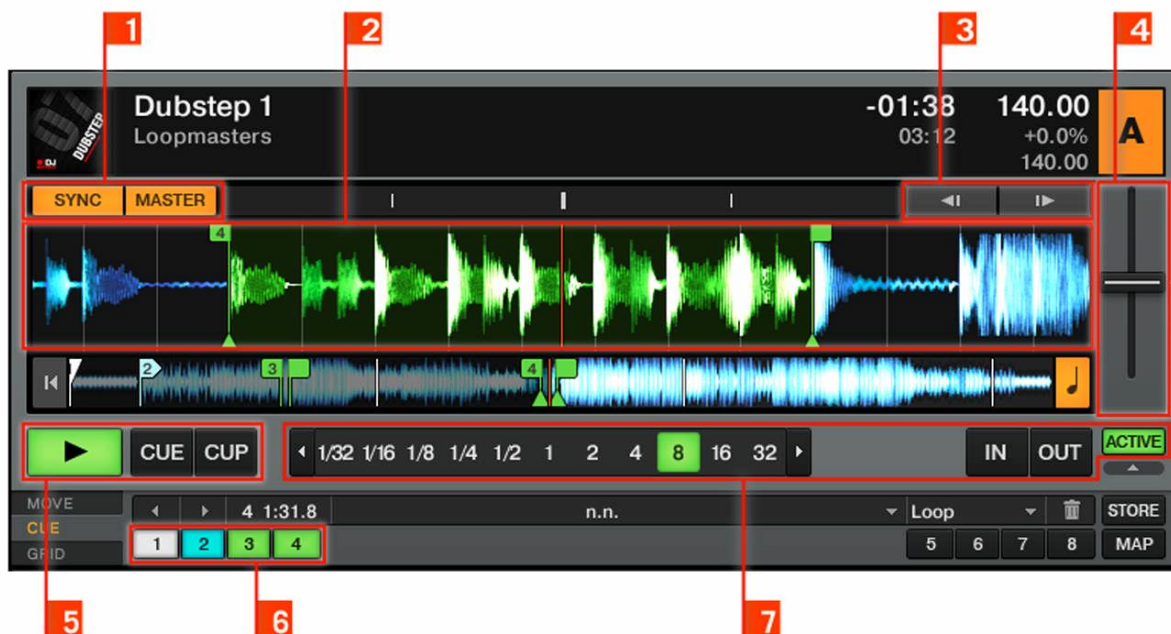 1 2 3 4
DUBSTEP
DJ
Dubstep 1
Loopmasters
-01:38 140.00
03:12 +0.0%
140.00
A
SYNC MASTER
4
2 3 4
CUE CUP
1/32 1/16 1/8 1/4 1/2 1 2 4 8 16 32
IN OUT ACTIVE
MOVE
CUE
GRID
4 1:31.8 n.n. Loop STORE
1 2 3 4 5 6 7 8 MAP
5 6 7